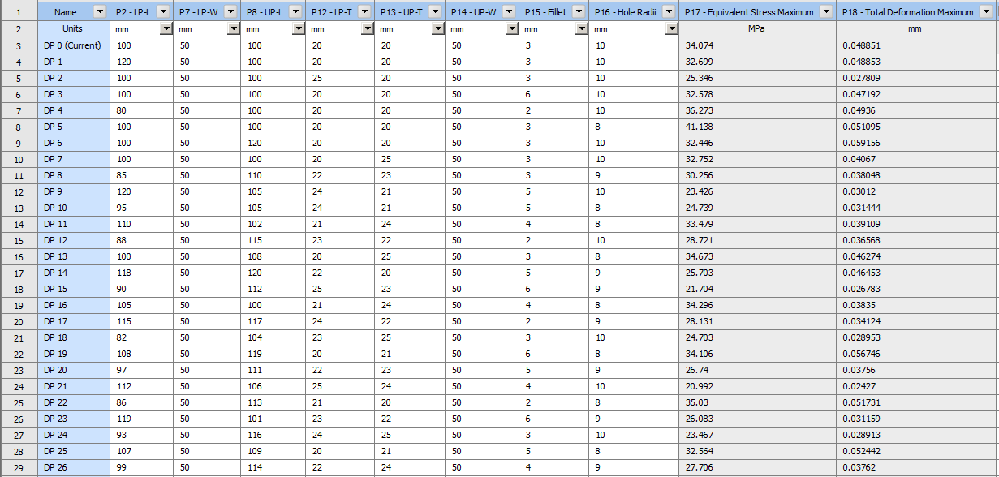 1 Name P2 - LP-L P7 - LP-W P8 - UP-L P12 - LP-T P13 - UP-T P14 - UP-W P15 - Fillet P16 - Hole Radii P17 - Equivalent Stress Maximum P18 - Total Deformation Maximum
2 Units mm mm mm mm mm mm mm mm MPa mm
3 DP 0 (Current) 100 50 100 20 20 50 3 10 34.074 0.048851
4 DP 1 120 50 100 20 20 50 3 10 32.699 0.048853
5 DP 2 100 50 100 25 20 50 3 10 25.346 0.027809
6 DP 3 100 50 100 20 20 50 6 10 32.578 0.047192
7 DP 4 80 50 100 20 20 50 2 10 36.273 0.04936
8 DP 5 100 50 100 20 20 50 3 8 41.138 0.051095
9 DP 6 100 50 120 20 20 50 3 10 32.446 0.059156
10 DP 7 100 50 100 20 25 50 3 10 32.752 0.04067
11 DP 8 85 50 110 22 23 50 3 9 30.256 0.038048
12 DP 9 120 50 105 24 21 50 5 10 23.426 0.03012
13 DP 10 95 50 105 24 21 50 5 8 24.739 0.031444
14 DP 11 110 50 102 21 24 50 4 8 33.479 0.039109
15 DP 12 88 50 115 23 22 50 2 10 28.721 0.036568
16 DP 13 100 50 108 20 25 50 3 8 34.673 0.046274
17 DP 14 118 50 120 22 20 50 5 9 25.703 0.046453
18 DP 15 90 50 112 25 23 50 6 9 21.704 0.026783
19 DP 16 105 50 100 21 24 50 4 8 34.296 0.03835
20 DP 17 115 50 117 24 22 50 2 9 28.131 0.034124
21 DP 18 82 50 104 23 25 50 3 10 24.703 0.028953
22 DP 19 108 50 119 20 21 50 6 8 34.106 0.056746
23 DP 20 97 50 111 22 23 50 5 9 26.74 0.03756
24 DP 21 112 50 106 25 24 50 4 10 20.992 0.02427
25 DP 22 86 50 113 21 20 50 2 8 35.03 0.051731
26 DP 23 119 50 101 23 22 50 6 9 26.083 0.031159
27 DP 24 93 50 116 24 25 50 3 10 23.467 0.028913
28 DP 25 107 50 109 20 21 50 5 8 32.564 0.052442
29 DP 26 99 50 114 22 24 50 4 9 27.706 0.03762